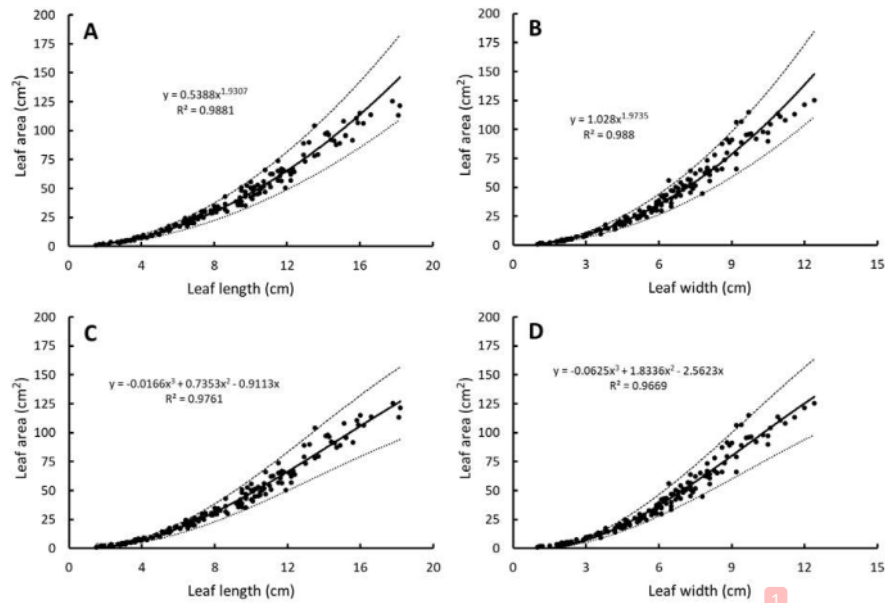 A
y = 0.5388x^1.9307
R² = 0.9881
Leaf area (cm²)
200
175
150
125
100
75
50
25
0
0 4 8 12 16 20
Leaf length (cm)
B
y = 1.028x^1.9735
R² = 0.988
Leaf area (cm²)
200
175
150
125
100
75
50
25
0
0 3 6 9 12 15
Leaf width (cm)
C
y = -0.0166x³ + 0.7353x² - 0.9113x
R² = 0.9761
Leaf area (cm²)
200
175
150
125
100
75
50
25
0
0 4 8 12 16 20
Leaf length (cm)
D
y = -0.0625x³ + 1.8336x² - 2.5623x
R² = 0.9669
Leaf area (cm²)
200
175
150
125
100
75
50
25
0
0 3 6 9 12 15
Leaf width (cm)
1